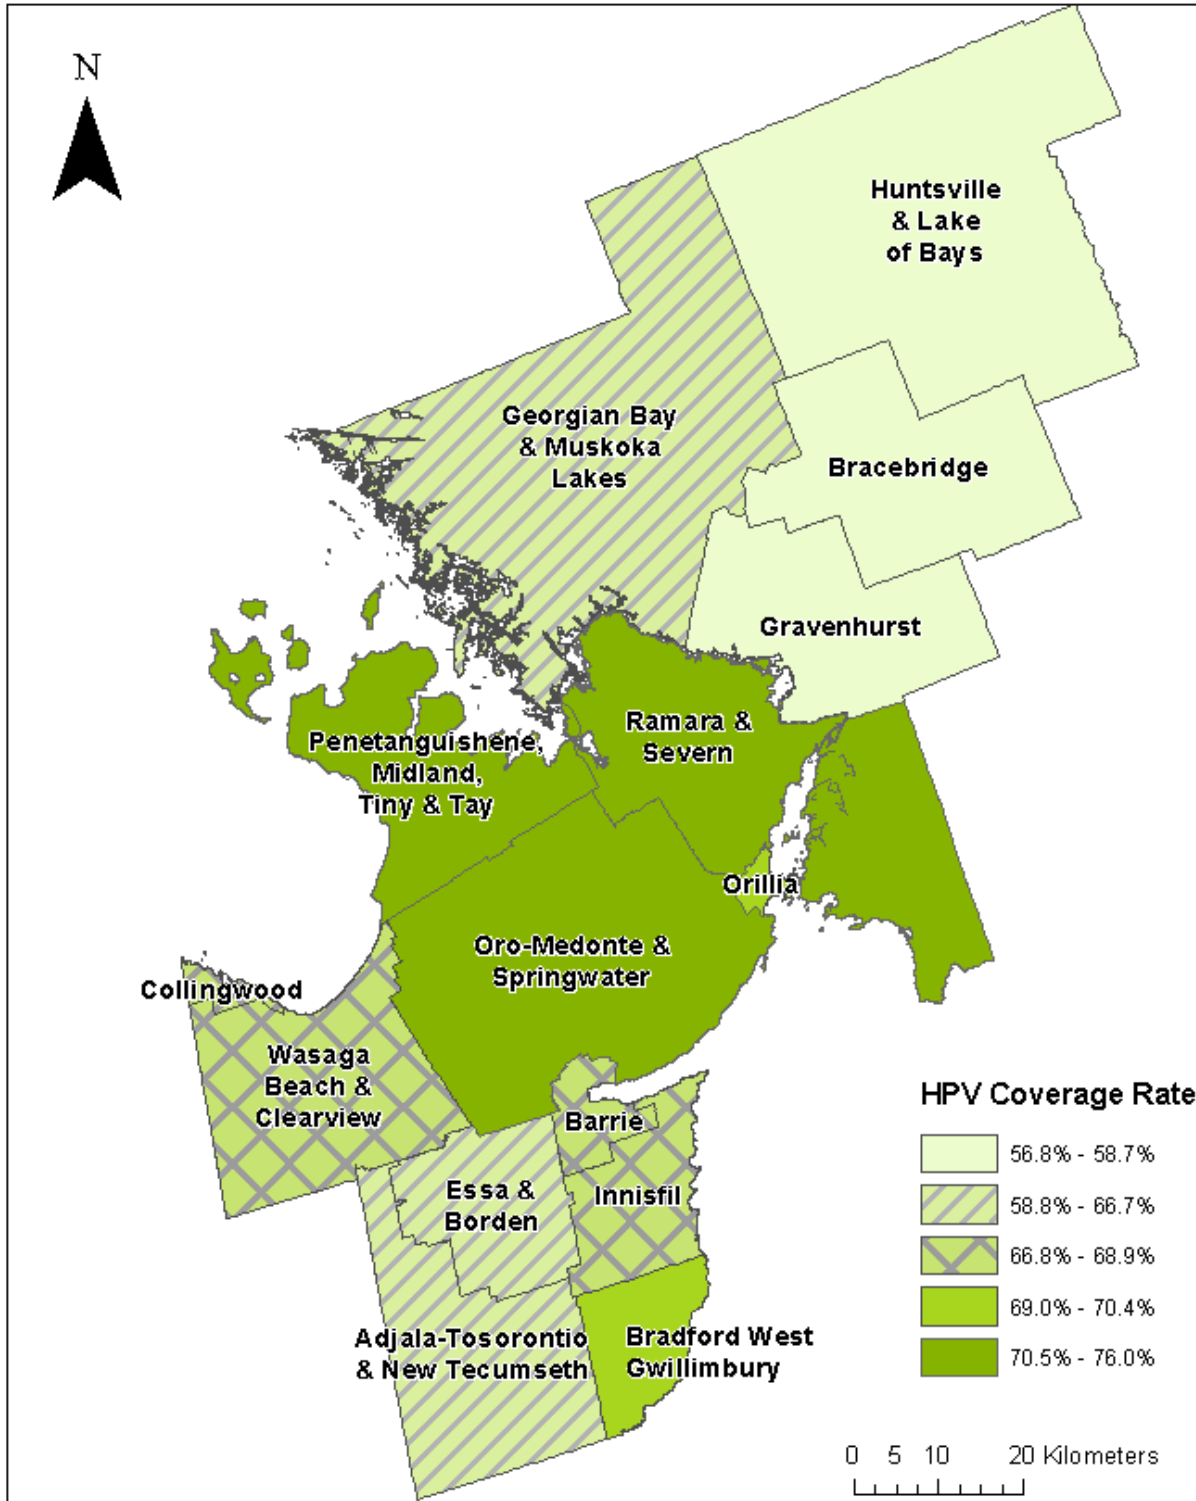 N
Huntsville
& Lake
of Bays
Georgian Bay
& Muskoka
Lakes
Bracebridge
Gravenhurst
Ramara &
Severn
Penetanguishene,
Midland,
Tiny & Tay
Orillia
Oro-Medonte &
Springwater
Collingwood
Wasaga
Beach &
Clearview
Barrie
Essa &
Borden
Innisfil
Adjala-Tosorontio
& New Tecumseth
Bradford West
Gwillimbury
HPV Coverage Rate
56.8% - 58.7%
58.8% - 66.7%
66.8% - 68.9%
69.0% - 70.4%
70.5% - 76.0%
0 5 10 20 Kilometers